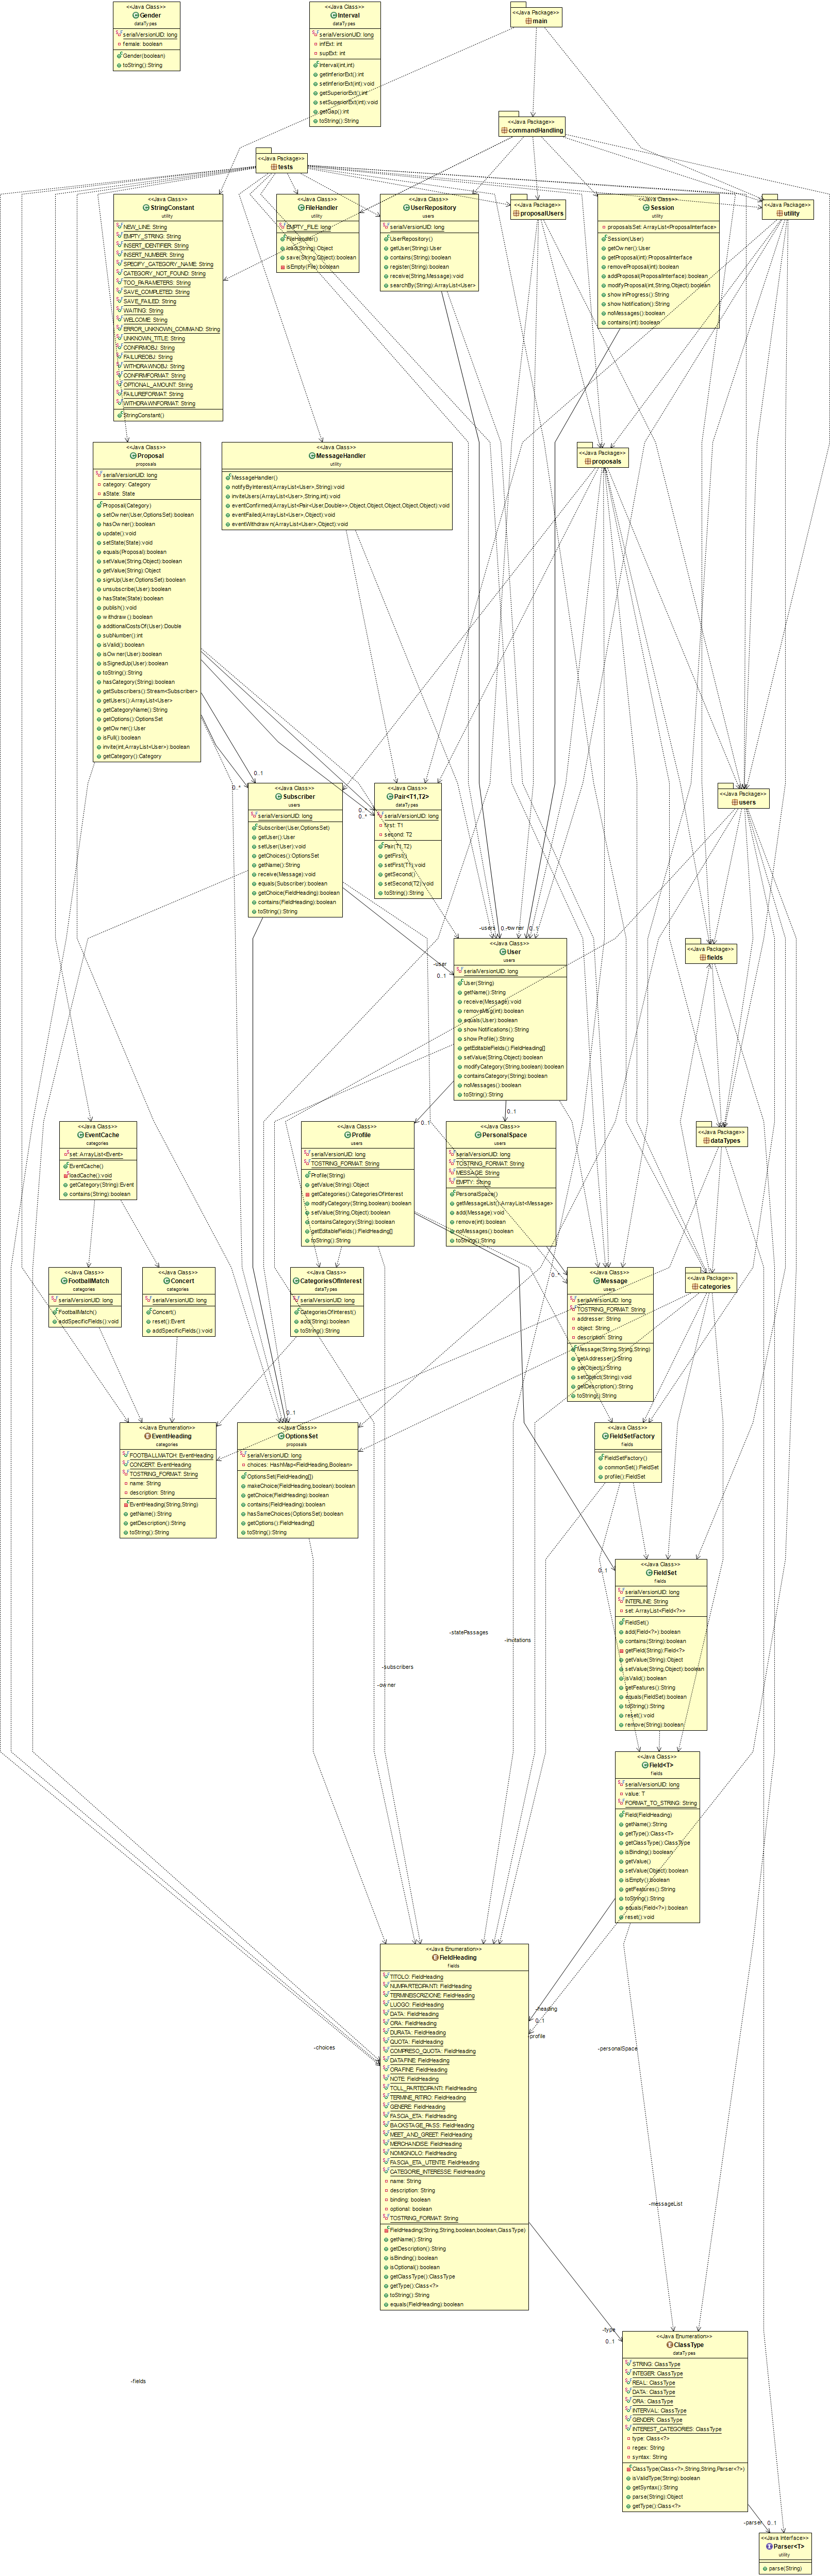 <<Java Class>>
Gender
dataTypes
serialVersionUID: long
female: boolean
Gender(boolean)
toString():String
<<Java Class>>
Interval
dataTypes
serialVersionUID: long
infExt: int
supExt: int
Interval(int,int)
getInferiorExt():int
setInferiorExt(int):void
getSuperiorExt():int
setSuperiorExt(int):void
getGap():int
toString():String
<<Java Package>>
main
<<Java Package>>
commandHandling
<<Java Package>>
tests
<<Java Class>>
StringConstant
utility
NEW_LINE: String
EMPTY_STRING: String
INSERT_IDENTIFIER: String
INSERT_NUMBER: String
SPECIFY_CATEGORY_NAME: String
CATEGORY_NOT_FOUND: String
TOO_PARAMETERS: String
SAVE_COMPLETED: String
SAVE_FAILED: String
WAITING: String
WELCOME: String
ERROR_UNKNOWN_COMMAND: String
UNKNOWN_TITLE: String
CONFIRMOBJ: String
FAILUREOBJ: String
WITHDRAWNOBJ: String
CONFIRMFORMAT: String
OPTIONAL_AMOUNT: String
FAILUREFORMAT: String
WITHDRAWNFORMAT: String
StringConstant()
<<Java Class>>
FileHandler
utility
EMPTY_FILE: long
FileHandler()
load(String):Object
save(String,Object):boolean
isEmpty(File):boolean
<<Java Class>>
UserRepository
users
serialVersionUID: long
UserRepository()
getUser(String):User
contains(String):boolean
register(String):boolean
receive(String,Message):void
searchBy(String):ArrayList<User>
<<Java Package>>
proposalUsers
<<Java Class>>
Session
utility
proposalsSet: ArrayList<ProposalInterface>
Session(User)
getOwner():User
getProposal(int):ProposalInterface
removeProposal(int):boolean
addProposal(ProposalInterface):boolean
modifyProposal(int,String,Object):boolean
showInProgress():String
showNotification():String
noMessages():boolean
contains(int):boolean
<<Java Package>>
utility
<<Java Class>>
Proposal
proposals
serialVersionUID: long
category: Category
aState: State
Proposal(Category)
setOwner(User,OptionsSet):boolean
hasOwner():boolean
update():void
setState(State):void
equals(Proposal):boolean
setValue(String,Object):boolean
getValue(String):Object
signUp(User,OptionsSet):boolean
unsubscribe(User):boolean
hasState(State):boolean
publish():void
withdraw():boolean
additionalCostsOf(User):Double
subNumber():int
isValid():boolean
isOwner(User):boolean
isSignedUp(User):boolean
toString():String
hasCategory(String):boolean
getSubscribers():Stream<Subscriber>
getUsers():ArrayList<User>
getCategoryName():String
getOptions():OptionsSet
getOwner():User
isFull():boolean
invite(int,ArrayList<User>):boolean
getCategory():Category
<<Java Class>>
MessageHandler
utility
MessageHandler()
notifyByInterest(ArrayList<User>,String):void
inviteUsers(ArrayList<User>,String,int):void
eventConfirmed(ArrayList<Pair<User,Double>>,Object,Object,Object,Object,Object):void
eventFailed(ArrayList<User>,Object):void
eventWithdrawn(ArrayList<User>,Object):void
<<Java Package>>
proposals
0..1
0..*
<<Java Class>>
Subscriber
users
serialVersionUID: long
Subscriber(User,OptionsSet)
getUser():User
setUser(User):void
getChoices():OptionsSet
getName():String
receive(Message):void
equals(Subscriber):boolean
getChoice(FieldHeading):boolean
contains(FieldHeading):boolean
toString():String
0..*
<<Java Class>>
Pair<T1,T2>
dataTypes
serialVersionUID: long
first: T1
second: T2
Pair(T1,T2)
getFirst()
setFirst(T1):void
getSecond()
setSecond(T2):void
toString():String
<<Java Package>>
users
-users
-owner
0..1
-user
0..1
<<Java Class>>
User
users
serialVersionUID: long
User(String)
getName():String
receive(Message):void
removeMsg(int):boolean
equals(User):boolean
showNotifications():String
showProfile():String
getEditableFields():FieldHeading[]
setValue(String,Object):boolean
modifyCategory(String,boolean):boolean
containsCategory(String):boolean
noMessages():boolean
toString():String
<<Java Package>>
fields
<<Java Class>>
EventCache
categories
set: ArrayList<Event>
EventCache()
loadCache():void
getCategory(String):Event
contains(String):boolean
0..1
<<Java Class>>
Profile
users
serialVersionUID: long
TOSTRING_FORMAT: String
Profile(String)
getValue(String):Object
getCategories():CategoriesOfInterest
modifyCategory(String,boolean):boolean
setValue(String,Object):boolean
containsCategory(String):boolean
getEditableFields():FieldHeading[]
toString():String
0..1
<<Java Class>>
PersonalSpace
users
serialVersionUID: long
TOSTRING_FORMAT: String
MESSAGE: String
EMPTY: String
PersonalSpace()
getMessageList():ArrayList<Message>
add(Message):void
remove(int):boolean
noMessages():boolean
toString():String
<<Java Package>>
dataTypes
<<Java Class>>
FootballMatch
categories
serialVersionUID: long
FootballMatch()
addSpecificFields():void
<<Java Class>>
Concert
categories
serialVersionUID: long
Concert()
reset():Event
addSpecificFields():void
<<Java Class>>
CategoriesOfInterest
dataTypes
serialVersionUID: long
CategoriesOfInterest()
add(String):boolean
toString():String
0..*
<<Java Class>>
Message
users
serialVersionUID: long
TOSTRING_FORMAT: String
addresser: String
object: String
description: String
Message(String,String,String)
getAddresser():String
getObject():String
setObject(String):void
getDescription():String
toString():String
<<Java Package>>
categories
<<Java Enumeration>>
EventHeading
categories
FOOTBALLMATCH: EventHeading
CONCERT: EventHeading
TOSTRING_FORMAT: String
name: String
description: String
EventHeading(String,String)
getName():String
getDescription():String
toString():String
0..1
<<Java Class>>
OptionsSet
proposals
serialVersionUID: long
choices: HashMap<FieldHeading,Boolean>
OptionsSet(FieldHeading[])
makeChoice(FieldHeading,boolean):boolean
getChoice(FieldHeading):boolean
contains(FieldHeading):boolean
hasSameChoices(OptionsSet):boolean
getOptions():FieldHeading[]
toString():String
<<Java Class>>
FieldSetFactory
fields
FieldSetFactory()
commonSet():FieldSet
profile():FieldSet
0..1
<<Java Class>>
FieldSet
fields
serialVersionUID: long
INTERLINE: String
set: ArrayList<Field<?>>
FieldSet()
add(Field<?>):boolean
contains(String):boolean
getField(String):Field<?>
getValue(String):Object
setValue(String,Object):boolean
isValid():boolean
getFeatures():String
equals(FieldSet):boolean
toString():String
reset():void
remove(String):boolean
-statePassages
-invitations
-subscribers
-owner
<<Java Class>>
Field<T>
fields
serialVersionUID: long
value: T
FORMAT_TO_STRING: String
Field(FieldHeading)
getName():String
getType():Class<T>
getClassType():ClassType
isBinding():boolean
getValue()
setValue(Object):boolean
isEmpty():boolean
getFeatures():String
toString():String
equals(Field<?>):boolean
reset():void
<<Java Enumeration>>
FieldHeading
fields
TITOLO: FieldHeading
NUMPARTECIPANTI: FieldHeading
TERMINEISCRIZIONE: FieldHeading
LUOGO: FieldHeading
DATA: FieldHeading
ORA: FieldHeading
DURATA: FieldHeading
QUOTA: FieldHeading
COMPRESO_QUOTA: FieldHeading
DATAFINE: FieldHeading
ORAFINE: FieldHeading
NOTE: FieldHeading
TOLL_PARTECIPANTI: FieldHeading
TERMINE_RITIRO: FieldHeading
GENERE: FieldHeading
FASCIA_ETA: FieldHeading
BACKSTAGE_PASS: FieldHeading
MEET_AND_GREET: FieldHeading
MERCHANDISE: FieldHeading
NOMIGNOLO: FieldHeading
FASCIA_ETA_UTENTE: FieldHeading
CATEGORIE_INTERESSE: FieldHeading
name: String
description: String
binding: boolean
optional: boolean
TOSTRING_FORMAT: String
FieldHeading(String,String,boolean,boolean,ClassType)
getName():String
getDescription():String
isBinding():boolean
isOptional():boolean
getClassType():ClassType
getType():Class<?>
toString():String
equals(FieldHeading):boolean
-heading
0..1
-profile
-choices
-personalSpace
-messageList
-type
0..1
<<Java Enumeration>>
ClassType
dataTypes
STRING: ClassType
INTEGER: ClassType
REAL: ClassType
DATA: ClassType
ORA: ClassType
INTERVAL: ClassType
GENDER: ClassType
INTEREST_CATEGORIES: ClassType
type: Class<?>
regex: String
syntax: String
ClassType(Class<?>,String,String,Parser<?>)
isValidType(String):boolean
getSyntax():String
parse(String):Object
getType():Class<?>
-fields
-parser
0..1
<<Java Interface>>
Parser<T>
utility
parse(String)